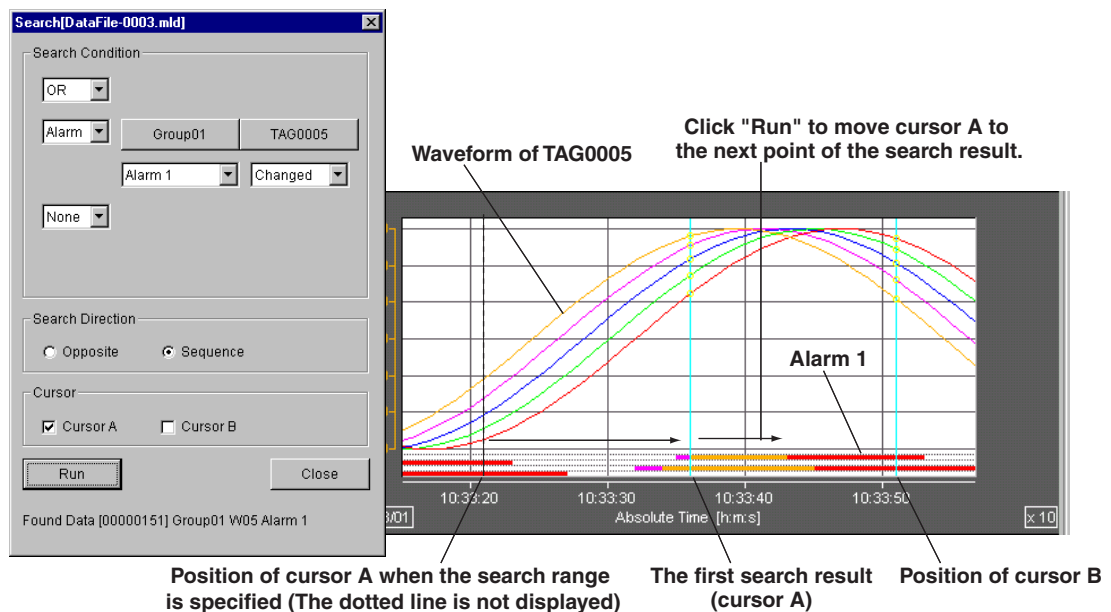 Search[DataFile-0003.mld]
Search Condition
OR
Alarm
Group01
TAG0005
Alarm 1
Changed
None
Search Direction
Opposite
Sequence
Cursor
Cursor A
Cursor B
Run
Close
Found Data [00000151] Group01 W05 Alarm 1
Waveform of TAG0005
Click "Run" to move cursor A to
the next point of the search result.
Alarm 1
10:33:20
10:33:30
10:33:40
10:33:50
3/01
Absolute Time [h:m:s]
x 10
Position of cursor A when the search range
is specified (The dotted line is not displayed)
The first search result
(cursor A)
Position of cursor B